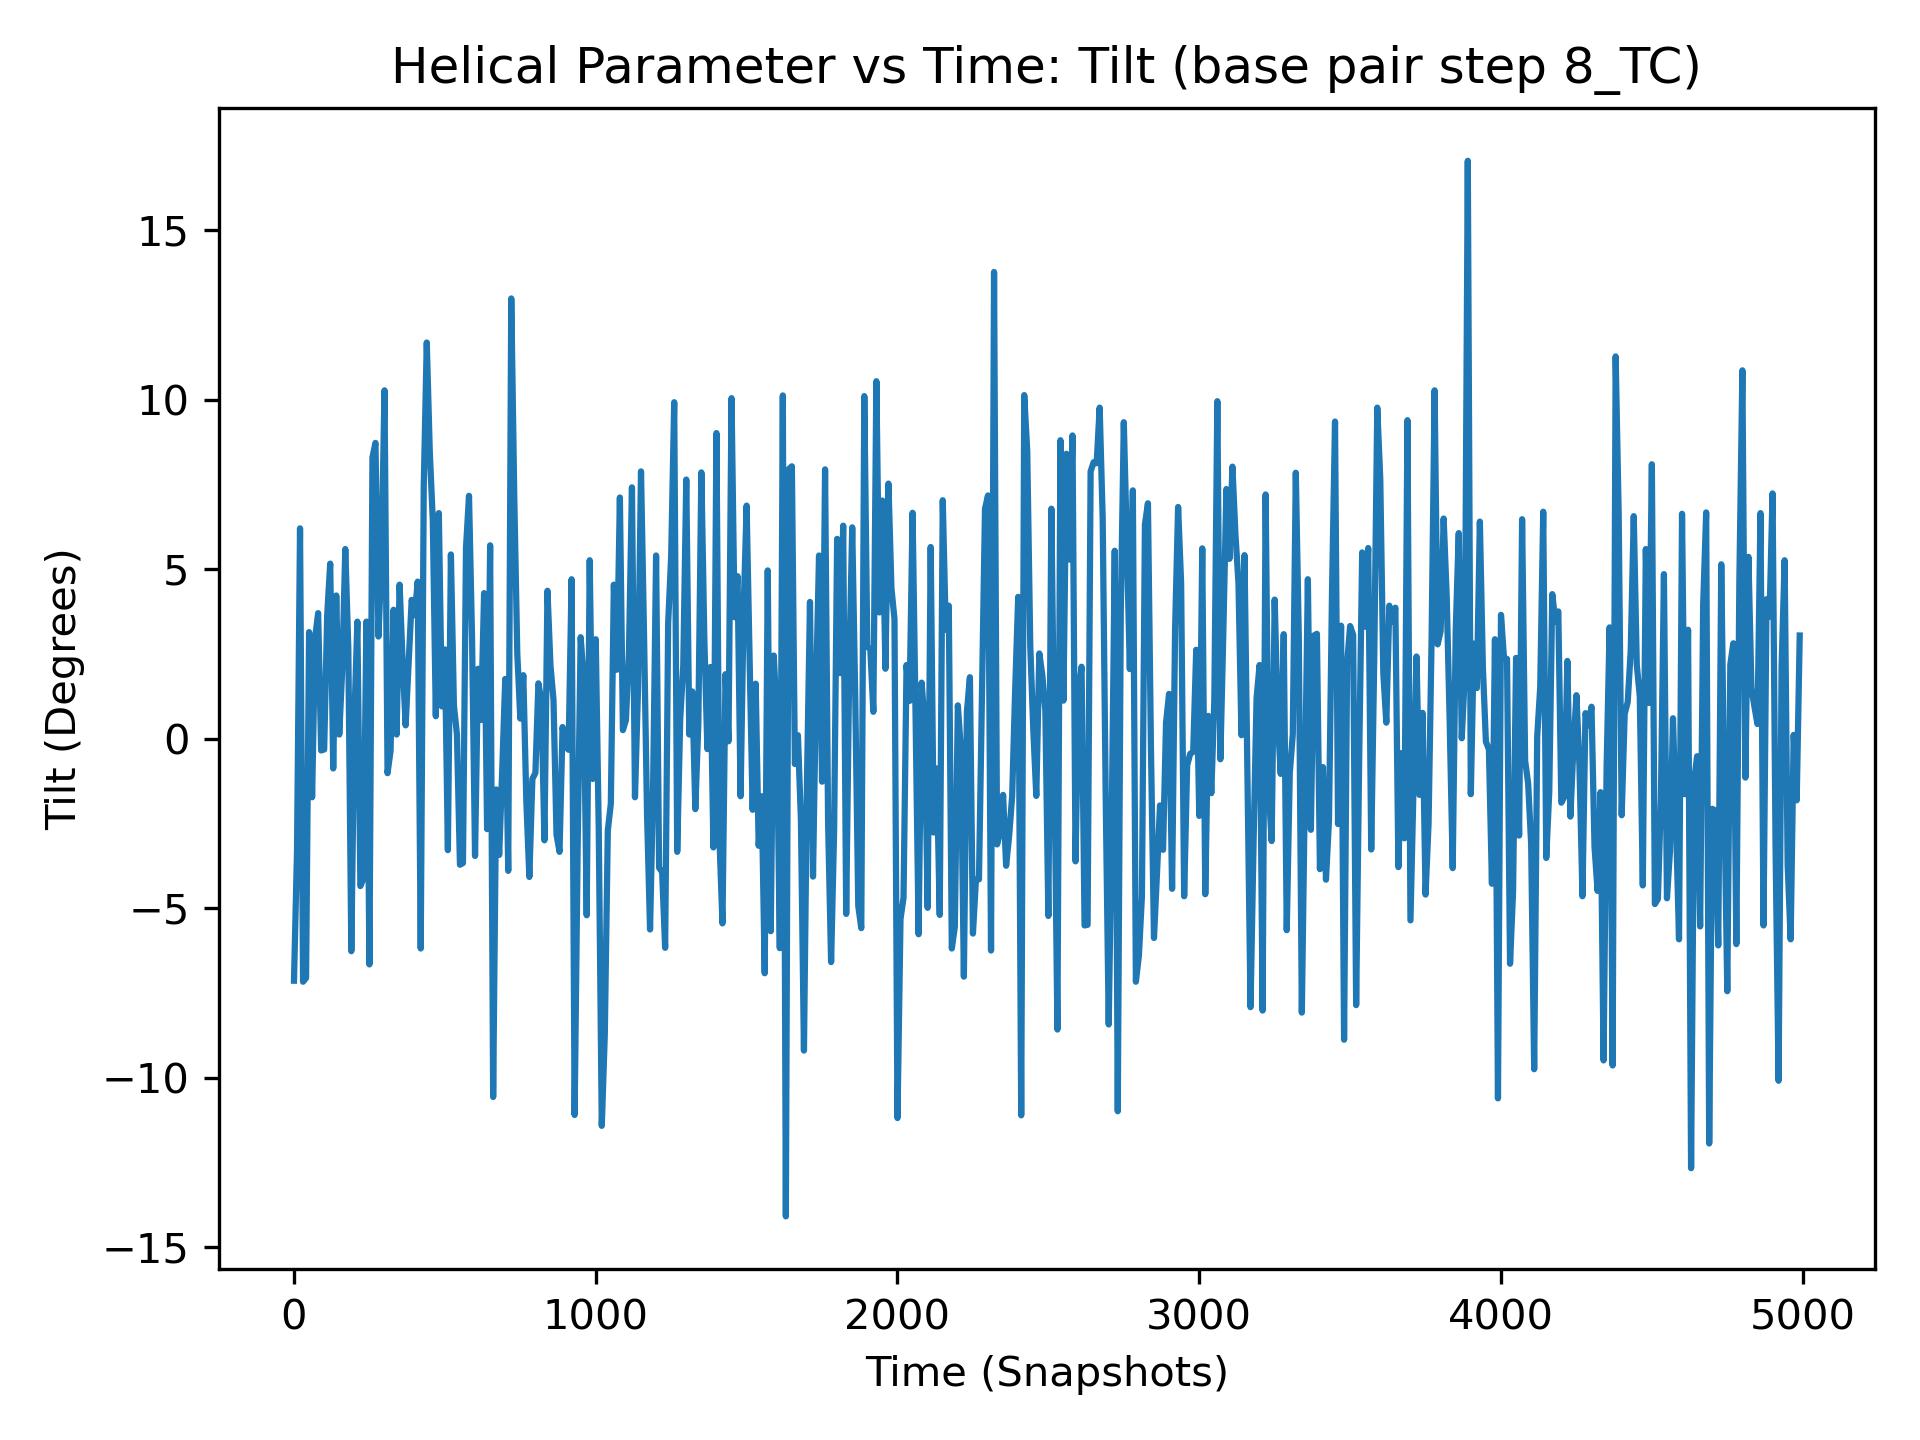 Helical Parameter vs Time: Tilt (base pair step 8_TC)
Tilt (Degrees)
15
10
5
0
−5
−10
−15
0 1000 2000 3000 4000 5000
Time (Snapshots)